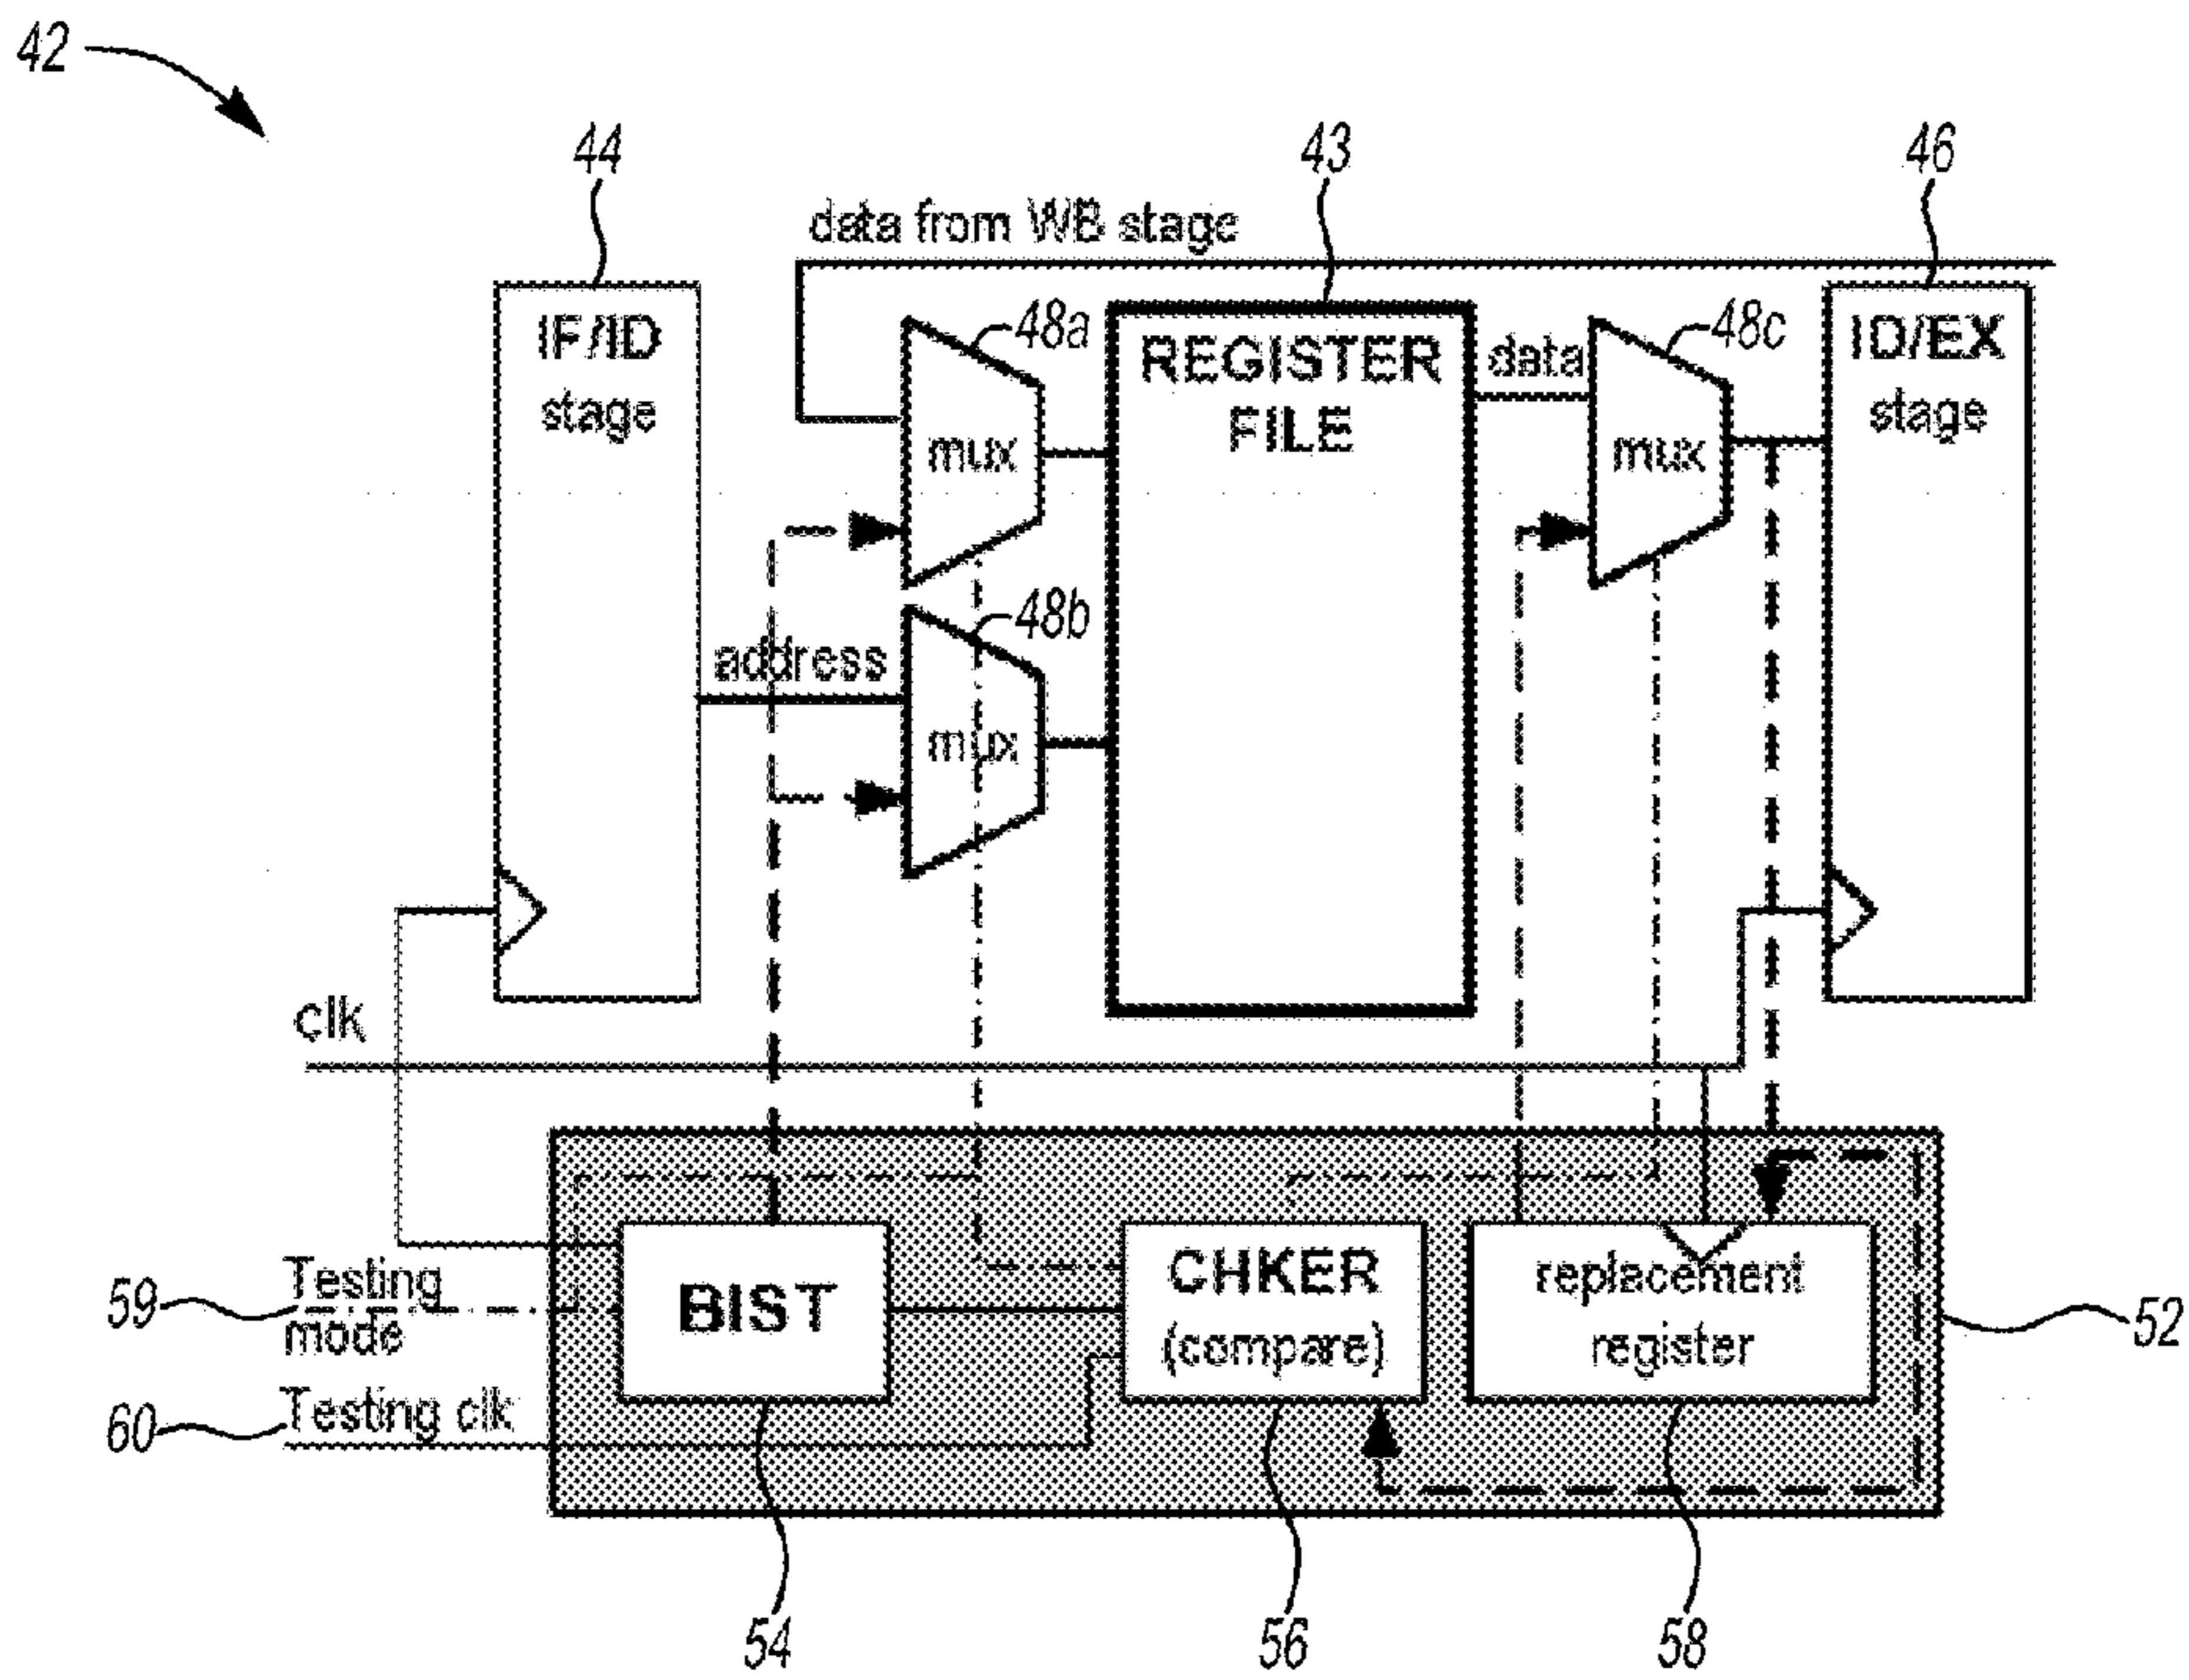 42
44
43
46
data from WB stage
IF/ID
stage
48a
mux
REGISTER
FILE
data
48c
mux
ID/EX
stage
48b
address
mux
clk
59
Testing
mode
BIST
CHKER
(compare)
replacement
register
52
60
Testing clk
54
56
58